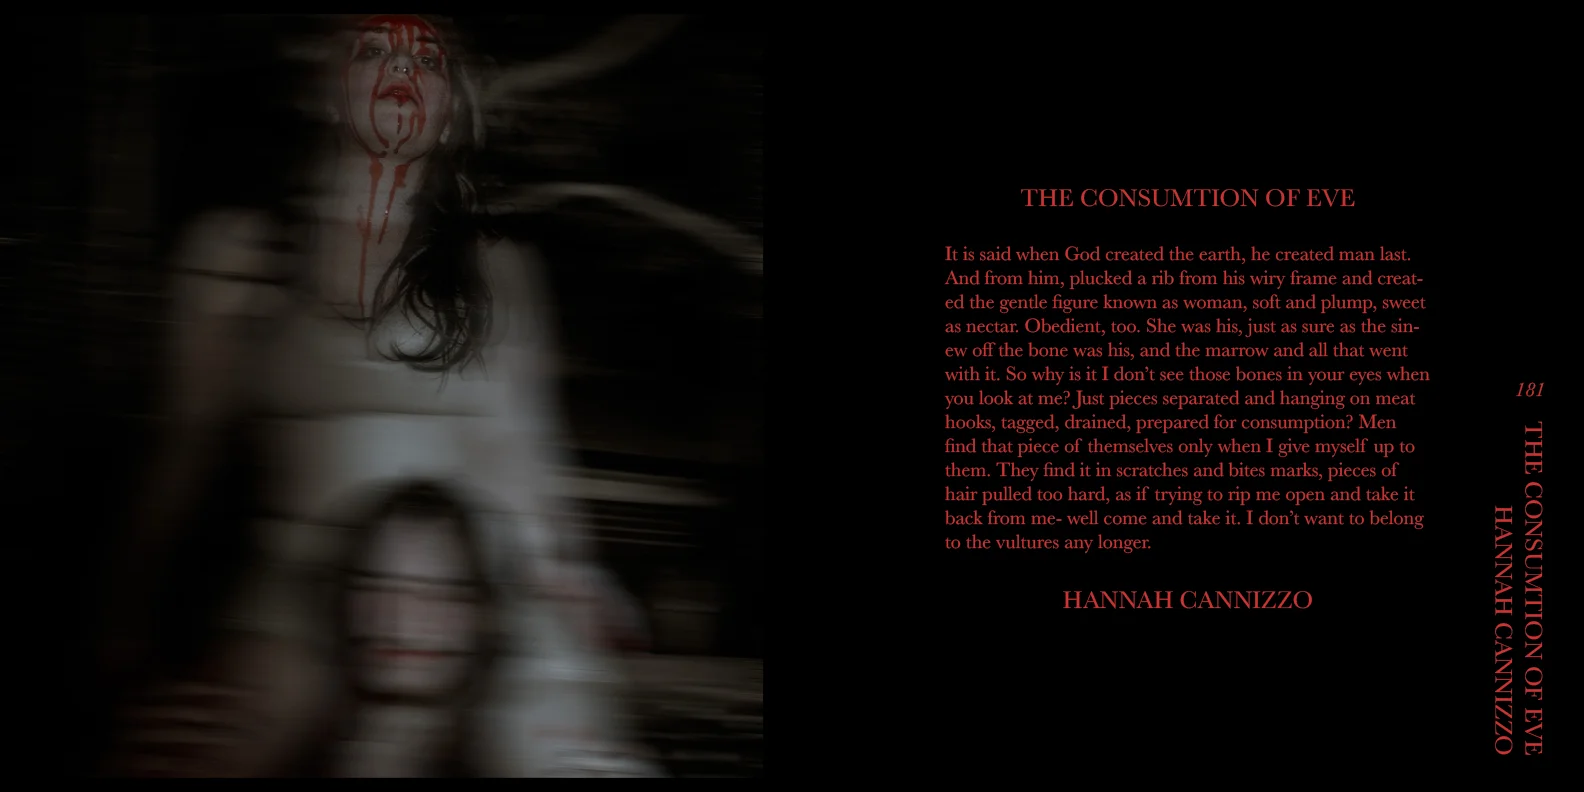 THE CONSUMTION OF EVE
It is said when God created the earth, he created man last.
And from him, plucked a rib from his wiry frame and creat-
ed the gentle figure known as woman, soft and plump, sweet
as nectar. Obedient, too. She was his, just as sure as the sin-
ew off the bone was his, and the marrow and all that went
with it. So why is it I don’t see those bones in your eyes when
you look at me? Just pieces separated and hanging on meat
hooks, tagged, drained, prepared for consumption? Men
find that piece of themselves only when I give myself up to
them. They find it in scratches and bites marks, pieces of
hair pulled too hard, as if trying to rip me open and take it
back from me- well come and take it. I don’t want to belong
to the vultures any longer.
HANNAH CANNIZZO
181
THE CONSUMTION OF EVE
HANNAH CANNIZZO